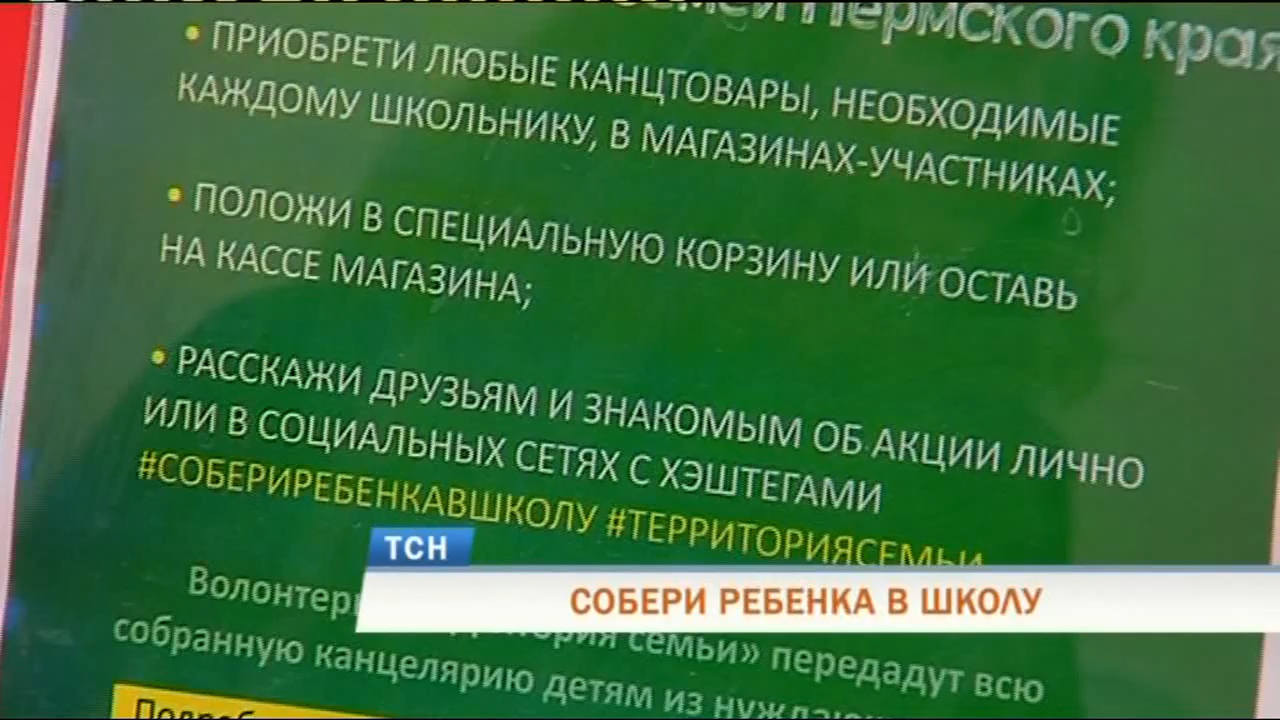 Пермского края
• ПРИОБРЕТИ ЛЮБЫЕ КАНЦТОВАРЫ, НЕОБХОДИМЫЕ
КАЖДОМУ ШКОЛЬНИКУ, В МАГАЗИНАХ-УЧАСТНИКАХ;
• ПОЛОЖИ В СПЕЦИАЛЬНУЮ КОРЗИНУ ИЛИ ОСТАВЬ
НА КАССЕ МАГАЗИНА;
• РАССКАЖИ ДРУЗЬЯМ И ЗНАКОМЫМ ОБ АКЦИИ ЛИЧНО
ИЛИ В СОЦИАЛЬНЫХ СЕТЯХ С ХЭШТЕГАМИ
#СОБЕРИРЕБЕНКАВШКОЛУ #ТЕРРИТОРИЯСЕМЬИ
ТСН
СОБЕРИ РЕБЕНКА В ШКОЛУ
семьи» передадут всю
собранную канцелярию детям из